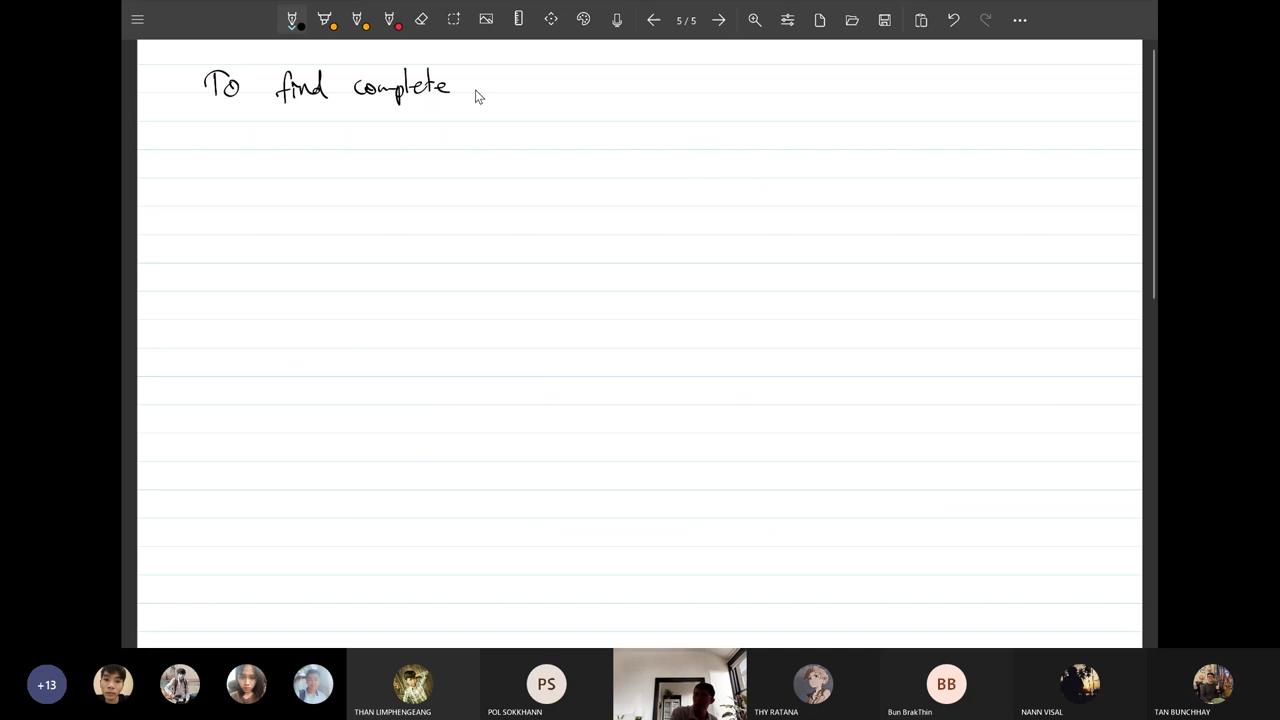 5 / 5
To find complete
+13
THAN LIMPHENGEANG
PS
POL SOKKHANN
THY RATANA
BB
Bun BrakThin
NANN VISAL
TAN BUNCHHAY